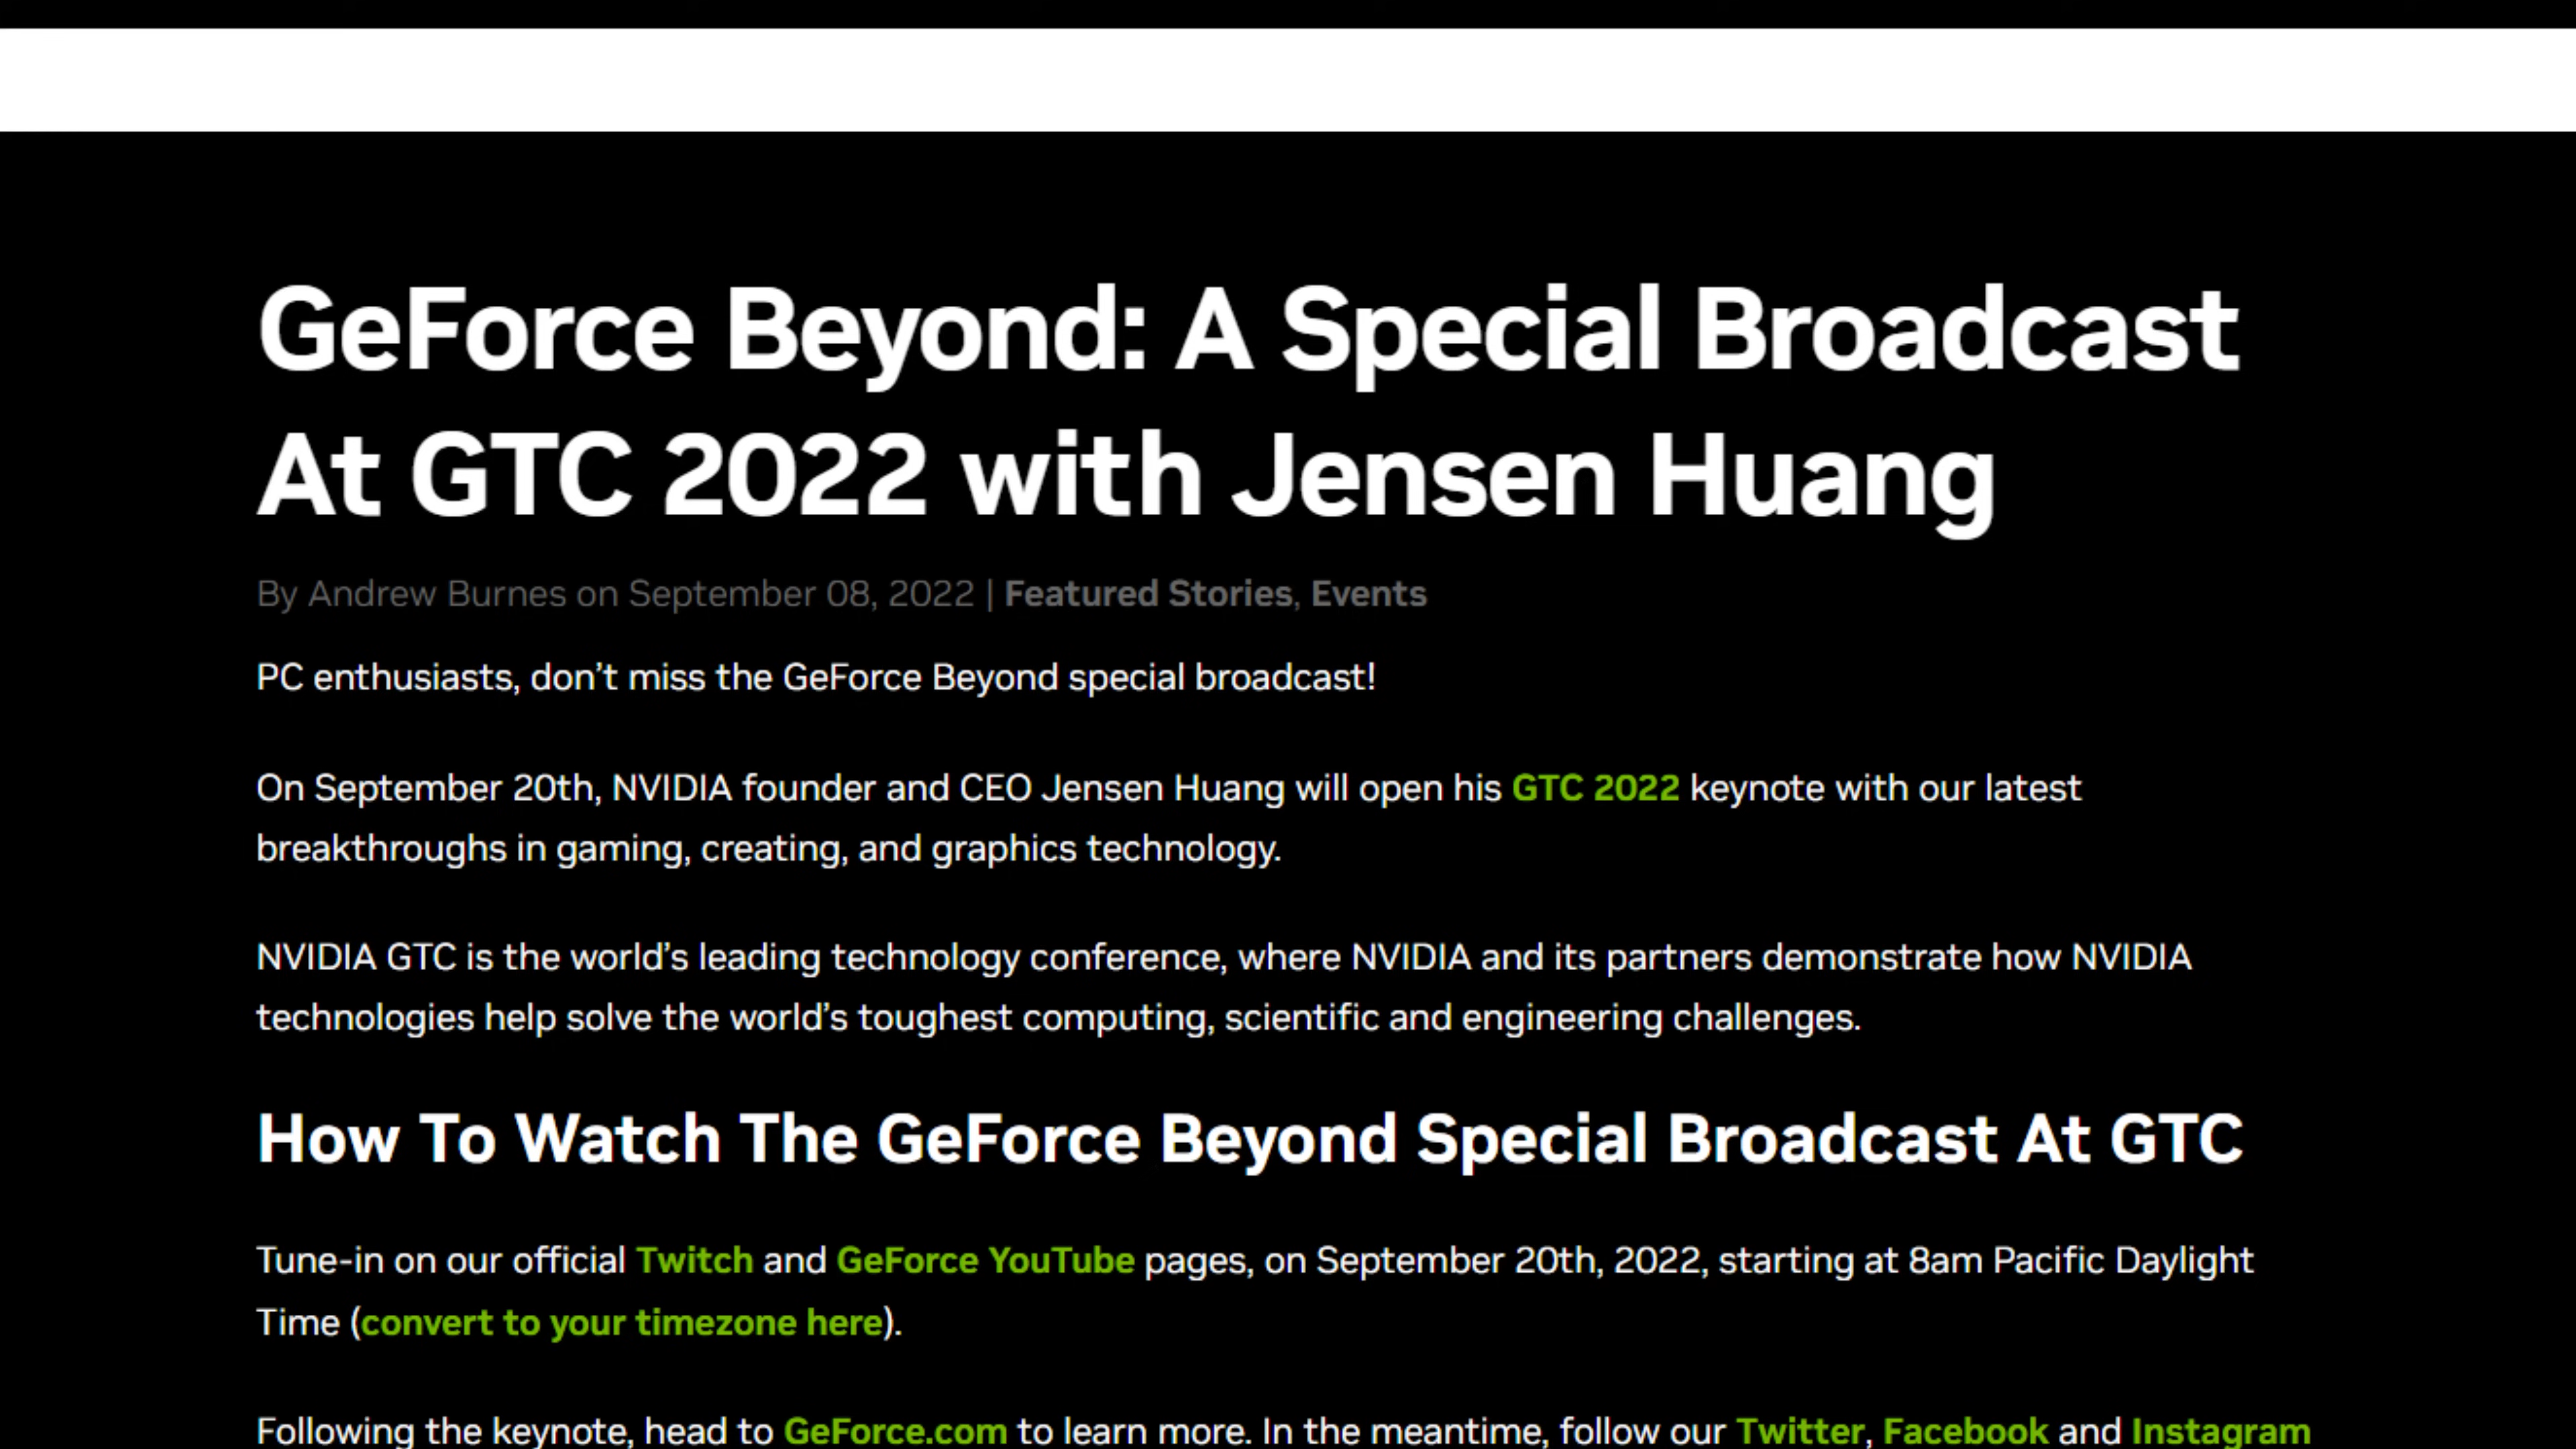 GeForce Beyond: A Special Broadcast
At GTC 2022 with Jensen Huang
By Andrew Burnes on September 08, 2022 | Featured Stories, Events
PC enthusiasts, don’t miss the GeForce Beyond special broadcast!
On September 20th, NVIDIA founder and CEO Jensen Huang will open his GTC 2022 keynote with our latest
breakthroughs in gaming, creating, and graphics technology.
NVIDIA GTC is the world’s leading technology conference, where NVIDIA and its partners demonstrate how NVIDIA
technologies help solve the world’s toughest computing, scientific and engineering challenges.
How To Watch The GeForce Beyond Special Broadcast At GTC
Tune-in on our official Twitch and GeForce YouTube pages, on September 20th, 2022, starting at 8am Pacific Daylight
Time (convert to your timezone here).
Following the keynote, head to GeForce.com to learn more. In the meantime, follow our Twitter, Facebook and Instagram